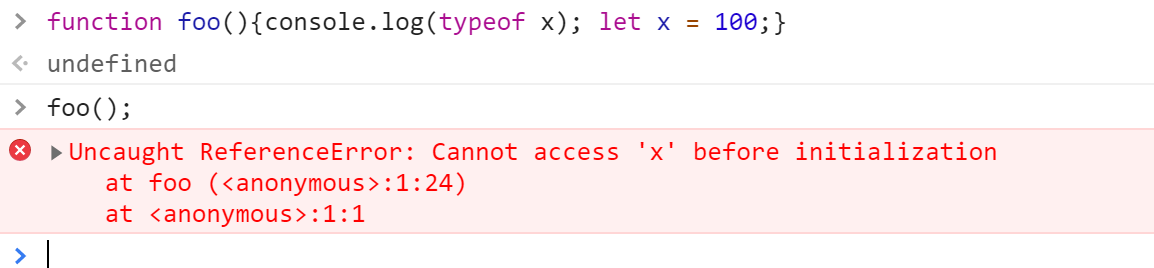 > function foo(){console.log(typeof x); let x = 100;}
undefined
> foo();
Uncaught ReferenceError: Cannot access 'x' before initialization
at foo (<anonymous>:1:24)
at <anonymous>:1:1
>